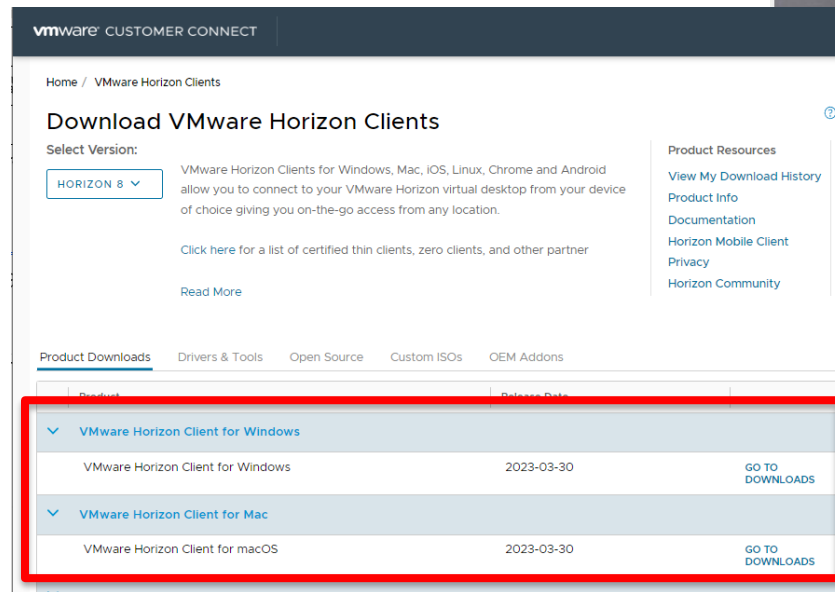 vmware CUSTOMER CONNECT
Home / VMware Horizon Clients
Download VMware Horizon Clients
Select Version:
HORIZON 8
VMware Horizon Clients for Windows, Mac, iOS, Linux, Chrome and Android
allow you to connect to your VMware Horizon virtual desktop from your device
of choice giving you on-the-go access from any location.
Click here for a list of certified thin clients, zero clients, and other partner
Read More
Product Resources
View My Download History
Product Info
Documentation
Horizon Mobile Client
Privacy
Horizon Community
Product Downloads Drivers & Tools Open Source Custom ISOs OEM Addons
Product Release Date
VMware Horizon Client for Windows
VMware Horizon Client for Windows 2023-03-30 GO TO
DOWNLOADS
VMware Horizon Client for Mac
VMware Horizon Client for macOS 2023-03-30 GO TO
DOWNLOADS